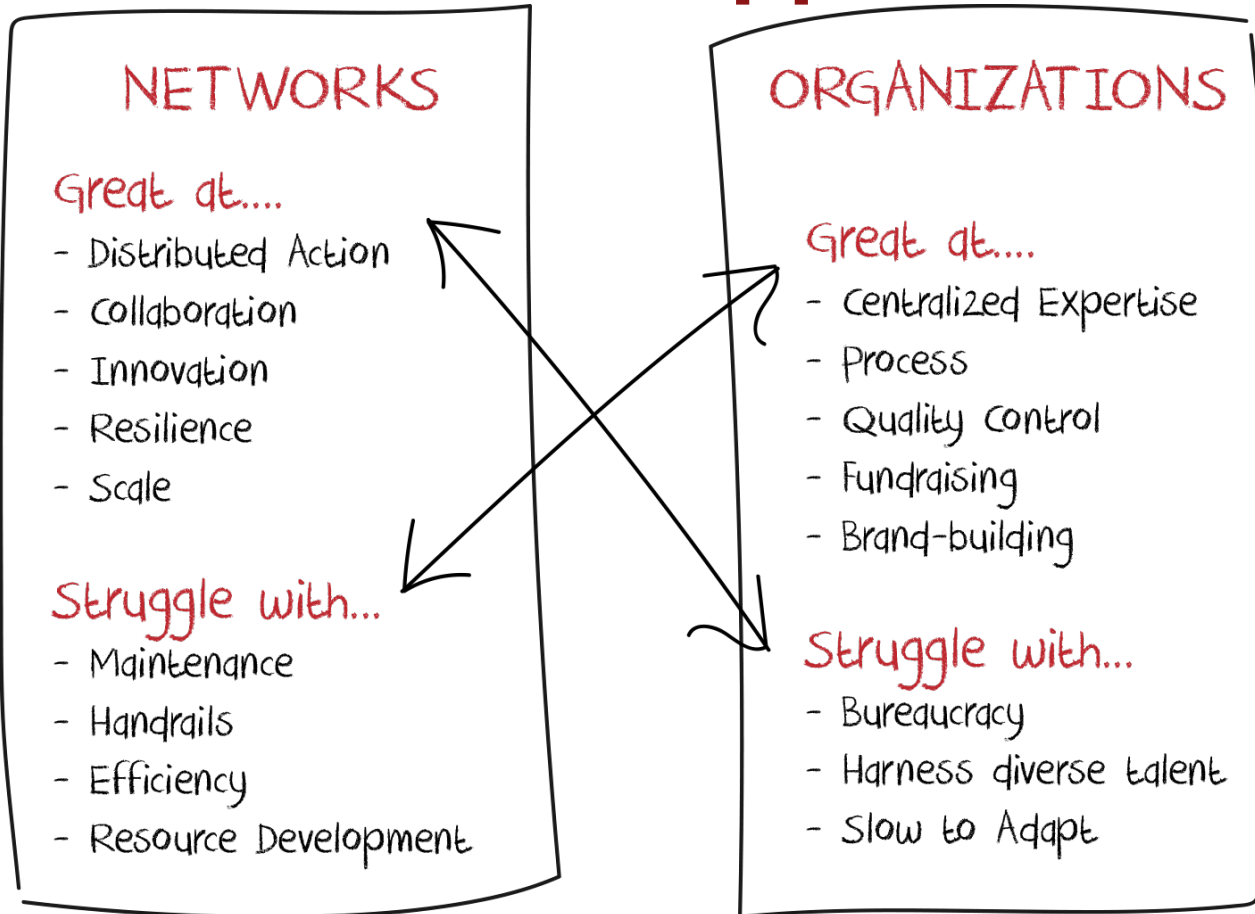 NETWORKS
Great at....
- Distributed Action
- Collaboration
- Innovation
- Resilience
- Scale
Struggle with...
- Maintenance
- Handrails
- Efficiency
- Resource Development
ORGANIZATIONS
Great at....
- Centralized Expertise
- Process
- Quality Control
- Fundraising
- Brand-building
Struggle with...
- Bureaucracy
- Harness diverse talent
- Slow to Adapt